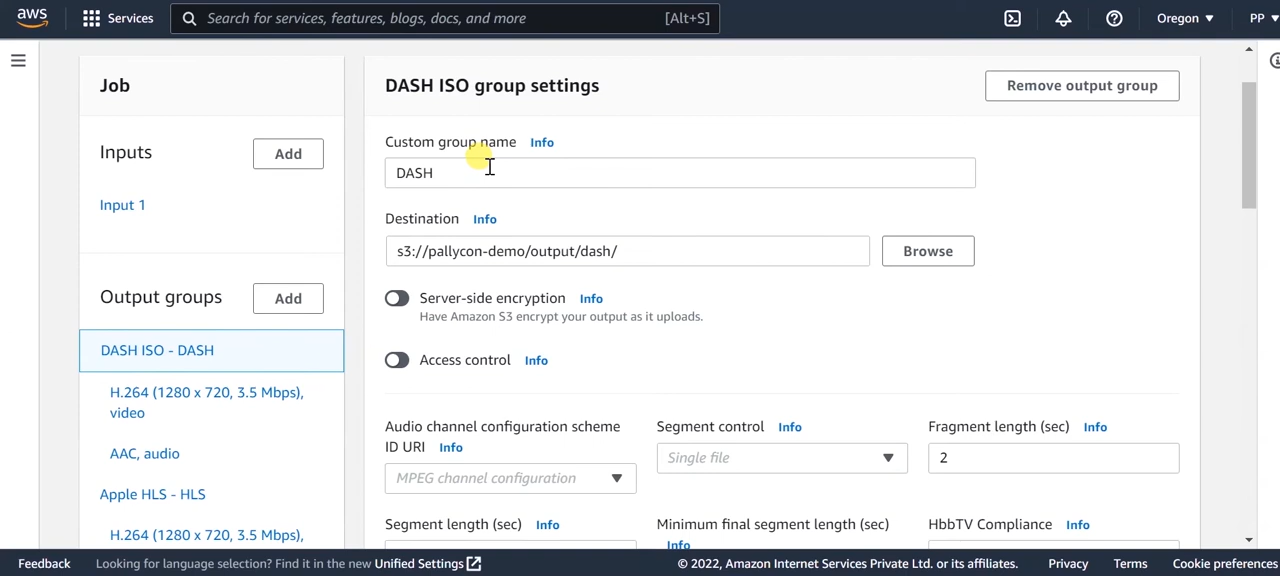 aws
Services
Search for services, features, blogs, docs, and more
[Alt+S]
Oregon
PP
Job
Inputs
Add
Input 1
Output groups
Add
DASH ISO - DASH
H.264 (1280 x 720, 3.5 Mbps),
video
AAC, audio
Apple HLS - HLS
H.264 (1280 x 720, 3.5 Mbps),
DASH ISO group settings
Remove output group
Custom group name Info
DASH
Destination Info
s3://pallycon-demo/output/dash/
Browse
Server-side encryption Info
Have Amazon S3 encrypt your output as it uploads.
Access control Info
Audio channel configuration scheme
ID URI Info
MPEG channel configuration
Segment control Info
Single file
Fragment length (sec) Info
2
Segment length (sec) Info
Minimum final segment length (sec)
Info
HbbTV Compliance Info
Feedback
Looking for language selection? Find it in the new Unified Settings
© 2022, Amazon Internet Services Private Ltd. or its affiliates.
Privacy
Terms
Cookie preferences